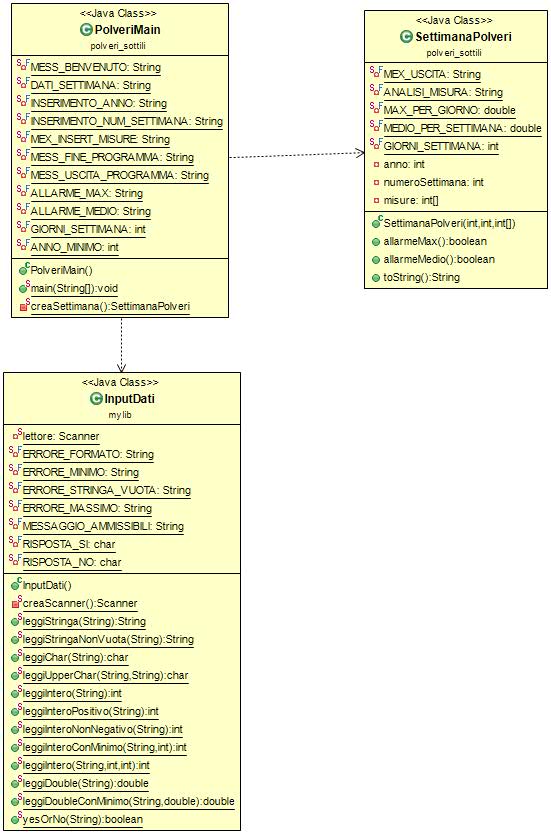 <<Java Class>>
PolveriMain
polveri_sottili
MESS_BENVENUTO: String
DATI_SETTIMANA: String
INSERIMENTO_ANNO: String
INSERIMENTO_NUM_SETTIMANA: String
MEX_INSERT_MISURE: String
MESS_FINE_PROGRAMMA: String
MESS_USCITA_PROGRAMMA: String
ALLARME_MAX: String
ALLARME_MEDIO: String
GIORNI_SETTIMANA: int
ANNO_MINIMO: int
PolveriMain()
main(String[]):void
creaSettimana():SettimanaPolveri
<<Java Class>>
SettimanaPolveri
polveri_sottili
MEX_USCITA: String
ANALISI_MISURA: String
MAX_PER_GIORNO: double
MEDIO_PER_SETTIMANA: double
GIORNI_SETTIMANA: int
anno: int
numeroSettimana: int
misure: int[]
SettimanaPolveri(int,int,int[])
allarmeMax():boolean
allarmeMedio():boolean
toString():String
<<Java Class>>
InputDati
mylib
lettore: Scanner
ERRORE_FORMATO: String
ERRORE_MINIMO: String
ERRORE_STRINGA_VUOTA: String
ERRORE_MASSIMO: String
MESSAGGIO_AMMISSIBILI: String
RISPOSTA_SI: char
RISPOSTA_NO: char
InputDati()
creaScanner():Scanner
leggiStringa(String):String
leggiStringaNonVuota(String):String
leggiChar(String):char
leggiUpperChar(String,String):char
leggiIntero(String):int
leggiInteroPositivo(String):int
leggiInteroNonNegativo(String):int
leggiInteroConMinimo(String,int):int
leggiIntero(String,int,int):int
leggiDouble(String):double
leggiDoubleConMinimo(String,double):double
yesOrNo(String):boolean